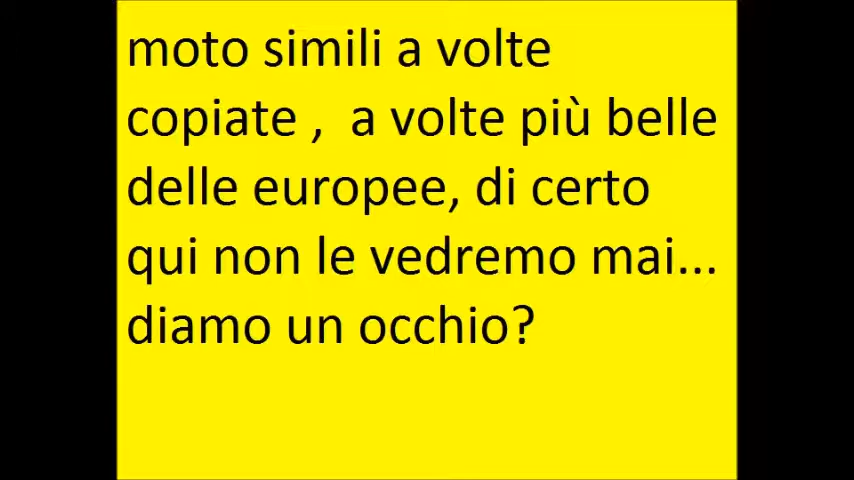 moto simili a volte
copiate ,  a volte più belle
delle europee, di certo
qui non le vedremo mai...
diamo un occhio?